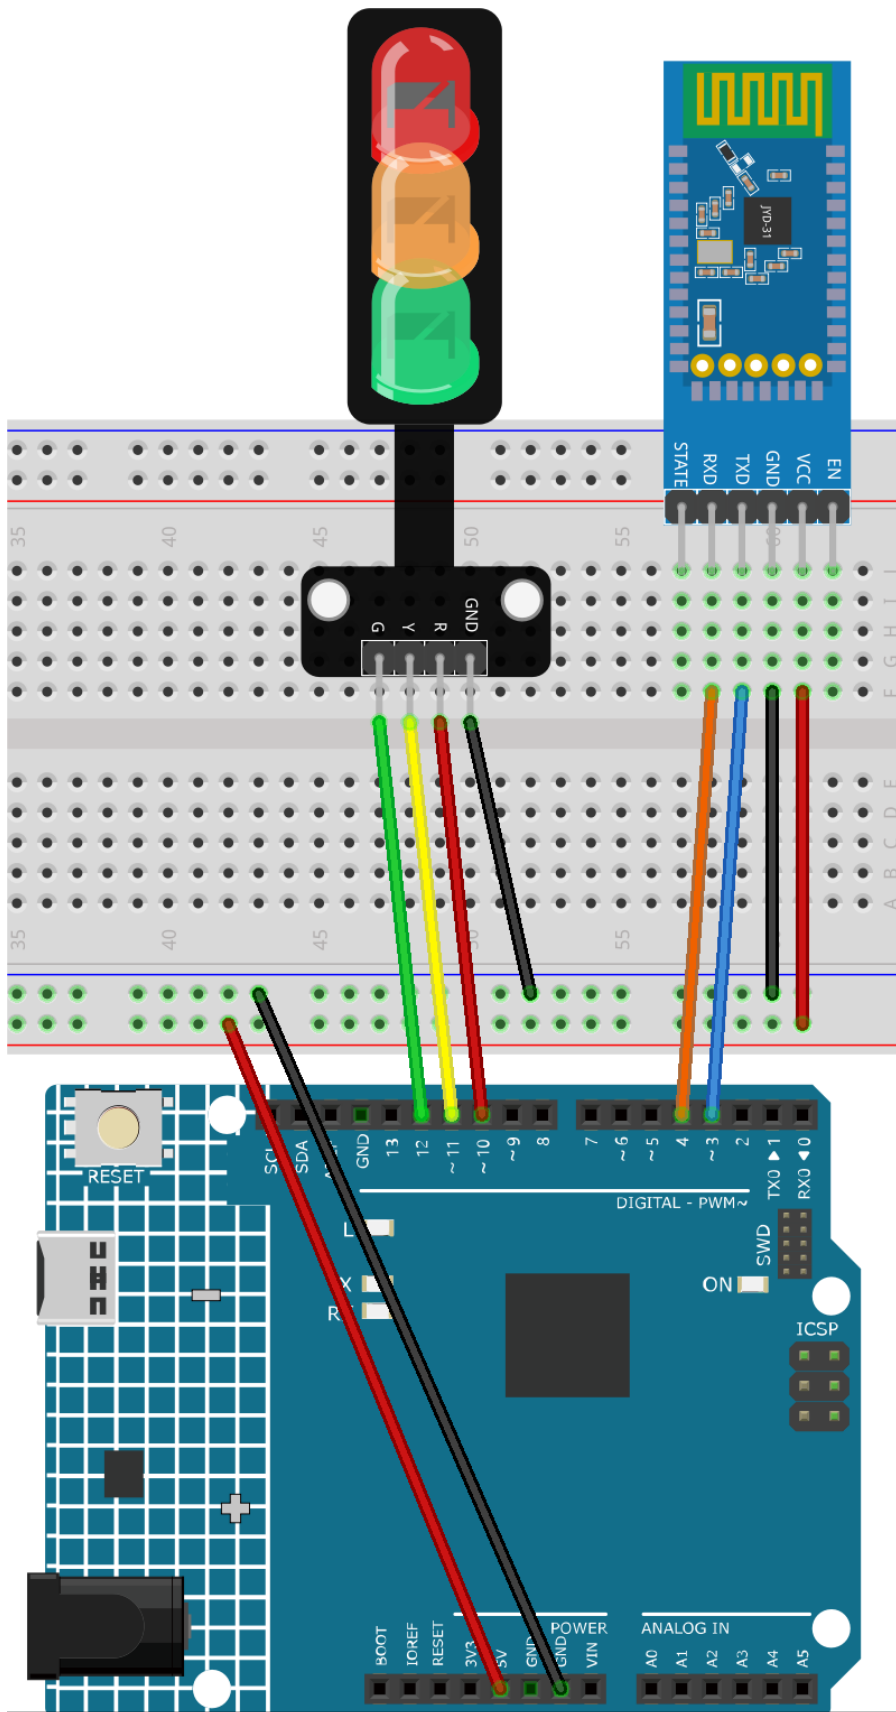 JYD-31
STATE
RXD
TXD
GND
VCC
EN
35
40
45
50
55
J
I
H
G
F
G
Y
R
GND
E
D
C
B
A
35
40
45
50
55
RESET
SDA
GND
13
12
~11
~10
~9
8
7
~6
~5
4
~3
2
TX0▶1
RX0◀0
DIGITAL - PWM~
L
X
ON
SWD
ICSP
BOOT
IOREF
RESET
3V3
5V
GND
GND
VIN
POWER
ANALOG IN
A0
A1
A2
A3
A4
A5